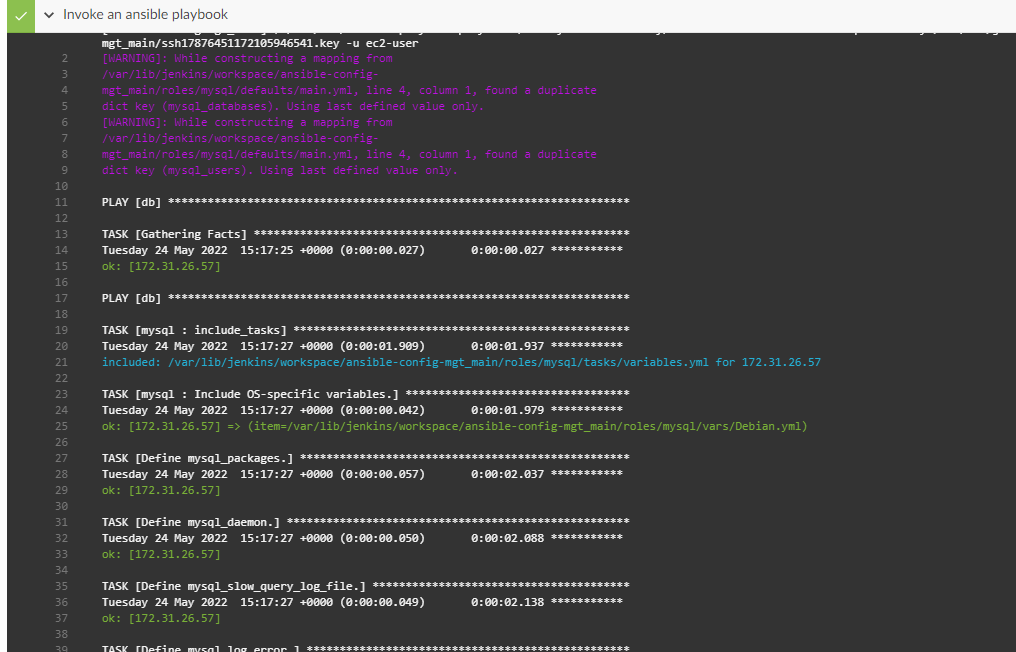 Invoke an ansible playbook
mgt_main/ssh17876451172105946541.key -u ec2-user
2 [WARNING]: While constructing a mapping from
3 /var/lib/jenkins/workspace/ansible-config-
4 mgt_main/roles/mysql/defaults/main.yml, line 4, column 1, found a duplicate
5 dict key (mysql_databases). Using last defined value only.
6 [WARNING]: While constructing a mapping from
7 /var/lib/jenkins/workspace/ansible-config-
8 mgt_main/roles/mysql/defaults/main.yml, line 4, column 1, found a duplicate
9 dict key (mysql_users). Using last defined value only.
10
11 PLAY [db] **********************************************************************
12
13 TASK [Gathering Facts] *********************************************************
14 Tuesday 24 May 2022  15:17:25 +0000 (0:00:00.027)       0:00:00.027 ***********
15 ok: [172.31.26.57]
16
17 PLAY [db] **********************************************************************
18
19 TASK [mysql : include_tasks] ***************************************************
20 Tuesday 24 May 2022  15:17:27 +0000 (0:00:01.909)       0:00:01.937 ***********
21 included: /var/lib/jenkins/workspace/ansible-config-mgt_main/roles/mysql/tasks/variables.yml for 172.31.26.57
22
23 TASK [mysql : Include OS-specific variables.] **********************************
24 Tuesday 24 May 2022  15:17:27 +0000 (0:00:00.042)       0:00:01.979 ***********
25 ok: [172.31.26.57] => (item=/var/lib/jenkins/workspace/ansible-config-mgt_main/roles/mysql/vars/Debian.yml)
26
27 TASK [Define mysql_packages.] **************************************************
28 Tuesday 24 May 2022  15:17:27 +0000 (0:00:00.057)       0:00:02.037 ***********
29 ok: [172.31.26.57]
30
31 TASK [Define mysql_daemon.] ****************************************************
32 Tuesday 24 May 2022  15:17:27 +0000 (0:00:00.050)       0:00:02.088 ***********
33 ok: [172.31.26.57]
34
35 TASK [Define mysql_slow_query_log_file.] ***************************************
36 Tuesday 24 May 2022  15:17:27 +0000 (0:00:00.049)       0:00:02.138 ***********
37 ok: [172.31.26.57]
38
39 TASK [Define mysql_log_error.] *************************************************